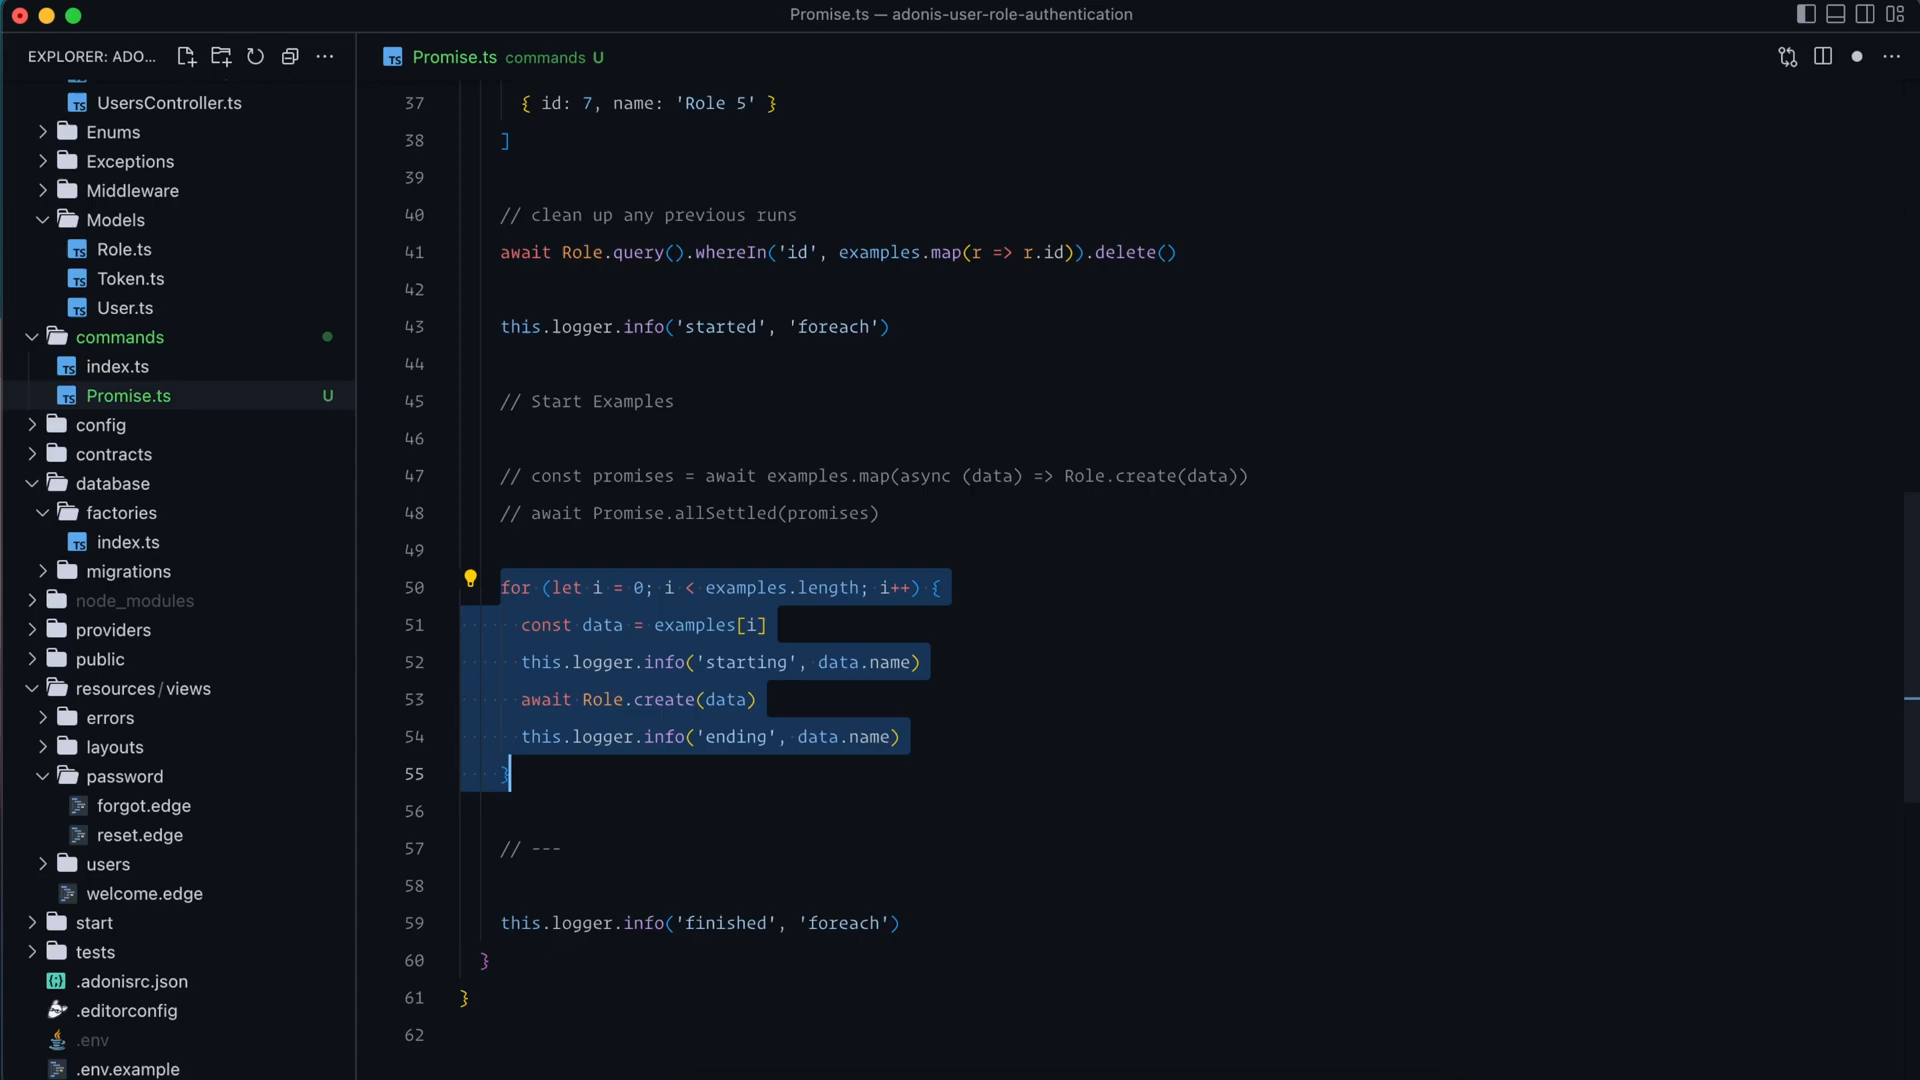 Promise.ts — adonis-user-role-authentication
EXPLORER: ADO...
UsersController.ts
Enums
Exceptions
Middleware
Models
Role.ts
Token.ts
User.ts
commands
index.ts
Promise.ts U
config
contracts
database
factories
index.ts
migrations
node_modules
providers
public
resources/views
errors
layouts
password
forgot.edge
reset.edge
users
welcome.edge
start
tests
.adonisrc.json
.editorconfig
.env
.env.example
Promise.ts commands U
37 { id: 7, name: 'Role 5' }
38 ]
39
40 // clean up any previous runs
41 await Role.query().whereIn('id', examples.map(r => r.id)).delete()
42
43 this.logger.info('started', 'foreach')
44
45 // Start Examples
46
47 // const promises = await examples.map(async (data) => Role.create(data))
48 // await Promise.allSettled(promises)
49
50 for (let i = 0; i < examples.length; i++) {
51 const data = examples[i]
52 this.logger.info('starting', data.name)
53 await Role.create(data)
54 this.logger.info('ending', data.name)
55 }
56
57 // ---
58
59 this.logger.info('finished', 'foreach')
60 }
61 }
62